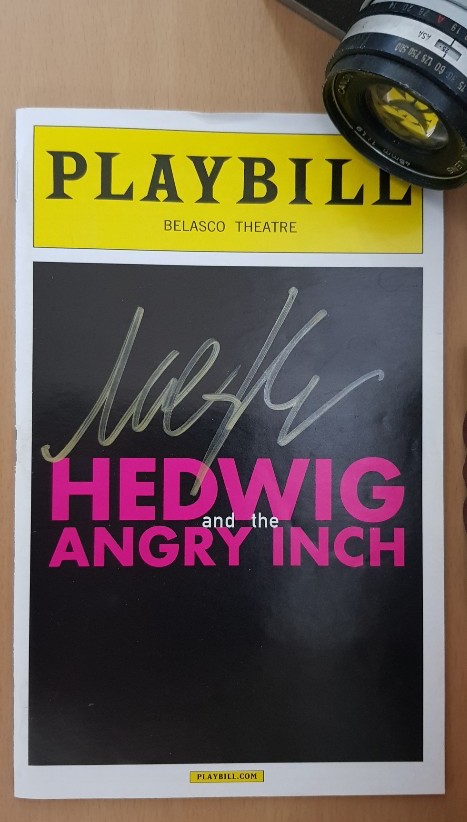 PLAYBILL
BELASCO THEATRE
HEDWIG
and the
ANGRY INCH
PLAYBILL.COM